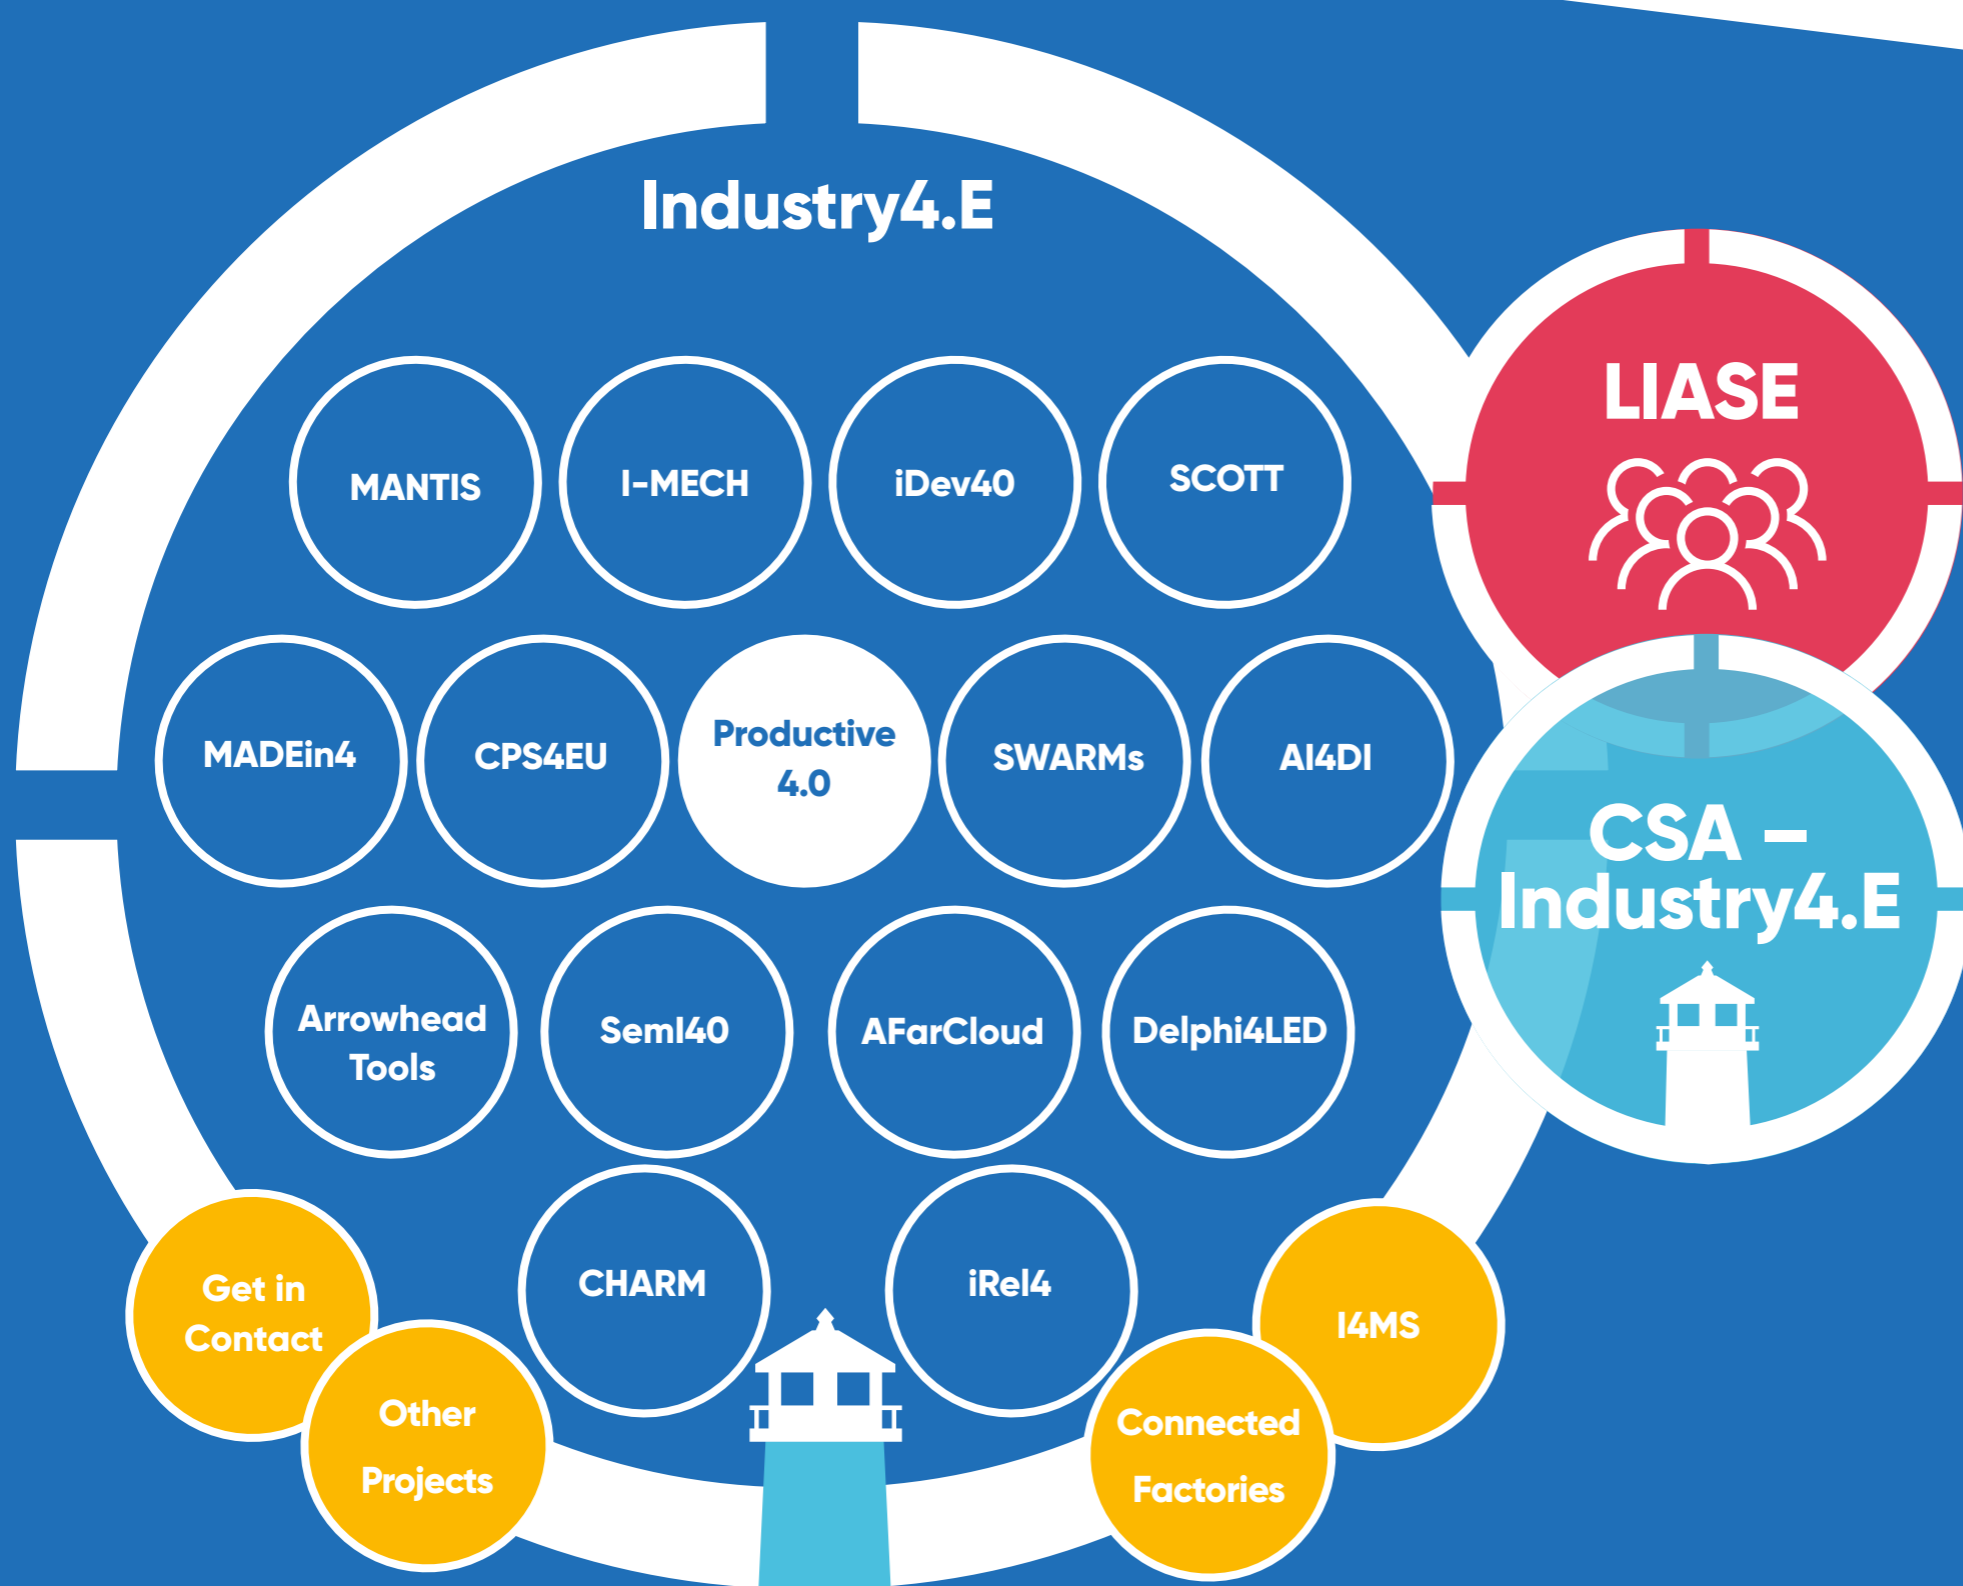 Industry4.E
LIASE
MANTIS
I-MECH
iDev40
SCOTT
MADEin4
CPS4EU
Productive
4.0
SWARMs
AI4DI
CSA –
Industry4.E
Arrowhead
Tools
SemI40
AFarCloud
Delphi4LED
CHARM
iRel4
Get in
Contact
Other
Projects
Connected
Factories
I4MS